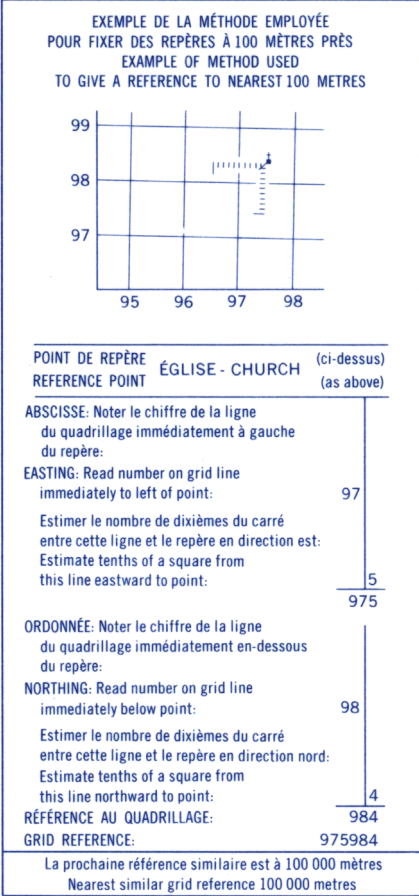 EXEMPLE DE LA MÉTHODE EMPLOYÉE
POUR FIXER DES REPÈRES À 100 MÈTRES PRÈS
EXAMPLE OF METHOD USED
TO GIVE A REFERENCE TO NEAREST 100 METRES
99
98
97
95 96 97 98
POINT DE REPÈRE
REFERENCE POINT
ÉGLISE - CHURCH
(ci-dessus)
(as above)
ABSCISSE: Noter le chiffre de la ligne
du quadrillage immédiatement à gauche
du repère:
EASTING: Read number on grid line
immediately to left of point: 97
Estimer le nombre de dixièmes du carré
entre cette ligne et le repère en direction est:
Estimate tenths of a square from
this line eastward to point: 5
975
ORDONNÉE: Noter le chiffre de la ligne
du quadrillage immédiatement en-dessous
du repère:
NORTHING: Read number on grid line
immediately below point: 98
Estimer le nombre de dixièmes du carré
entre cette ligne et le repère en direction nord:
Estimate tenths of a square from
this line northward to point: 4
RÉFÉRENCE AU QUADRILLAGE: 984
GRID REFERENCE: 975984
La prochaine référence similaire est à 100 000 mètres
Nearest similar grid reference 100 000 metres